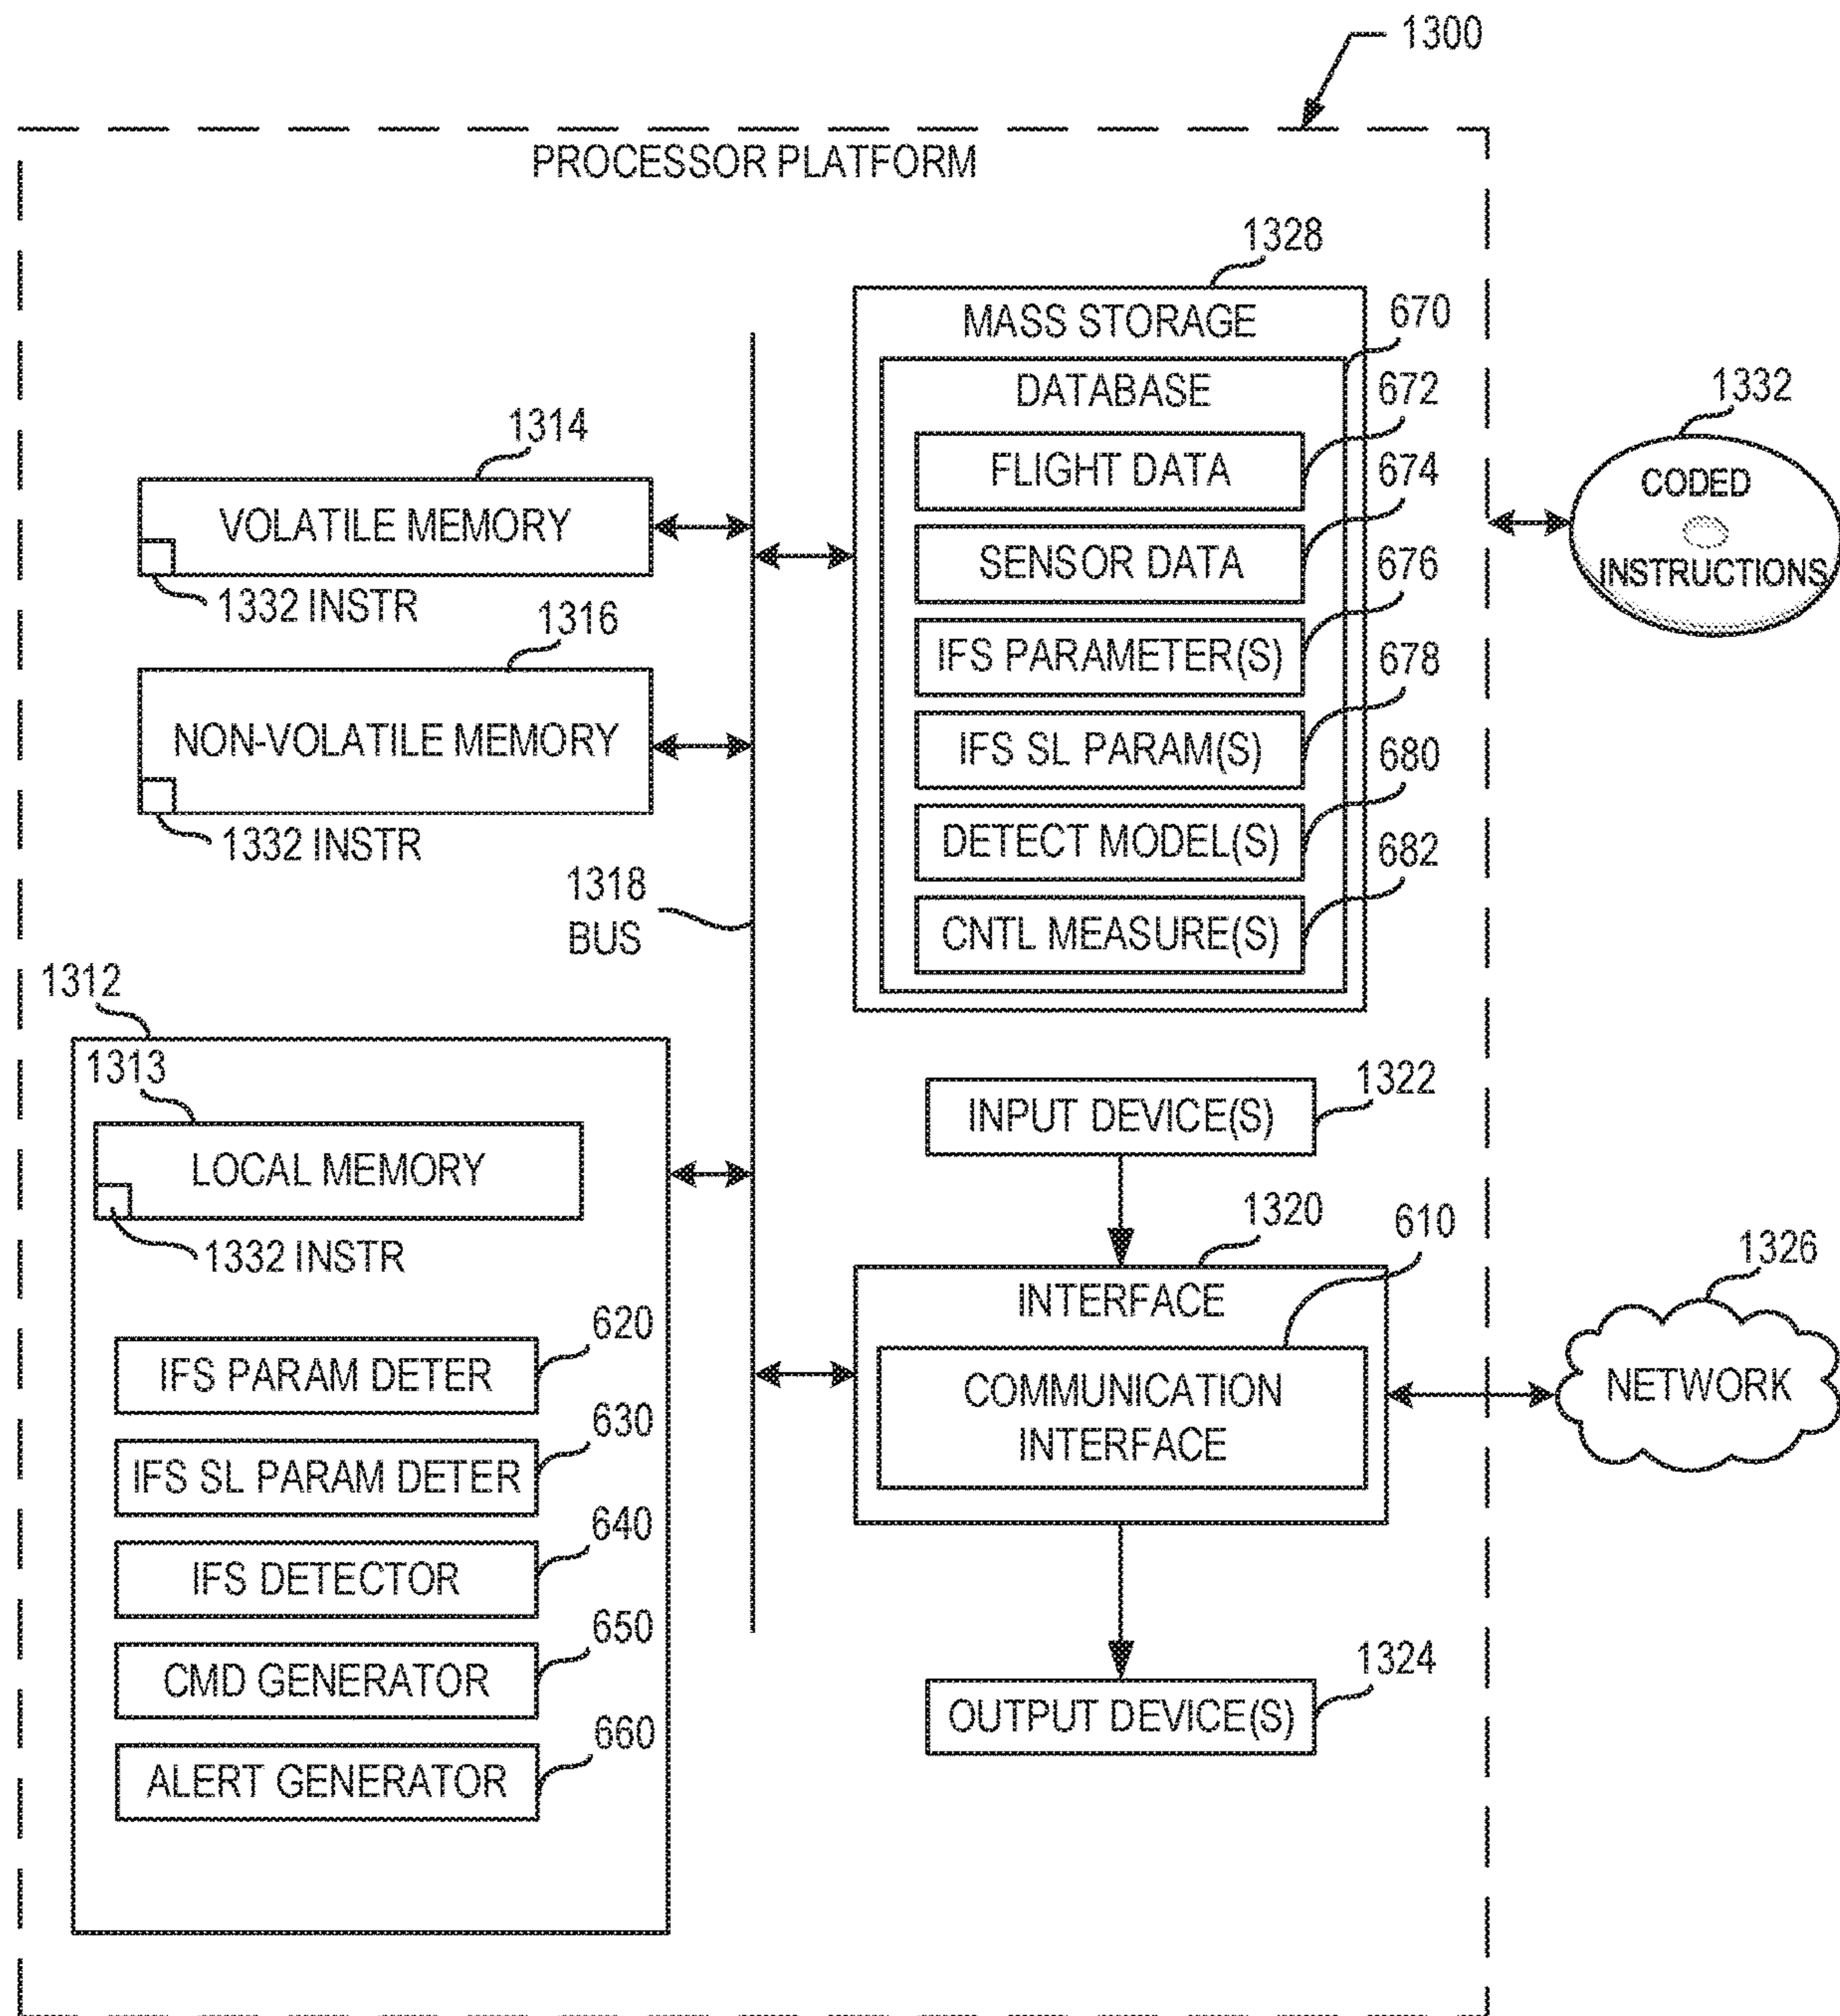 1300
PROCESSOR PLATFORM
1328
MASS STORAGE
670
DATABASE
672
FLIGHT DATA
674
SENSOR DATA
676
IFS PARAMETER(S)
678
IFS SL PARAM(S)
680
DETECT MODEL(S)
682
CNTL MEASURE(S)
1332
CODED
INSTRUCTIONS
1314
VOLATILE MEMORY
1332 INSTR
1316
NON-VOLATILE MEMORY
1332 INSTR
1318
BUS
1312
1313
LOCAL MEMORY
1332 INSTR
620
IFS PARAM DETER
630
IFS SL PARAM DETER
640
IFS DETECTOR
650
CMD GENERATOR
660
ALERT GENERATOR
1322
INPUT DEVICE(S)
1320
610
INTERFACE
COMMUNICATION
INTERFACE
1326
NETWORK
1324
OUTPUT DEVICE(S)